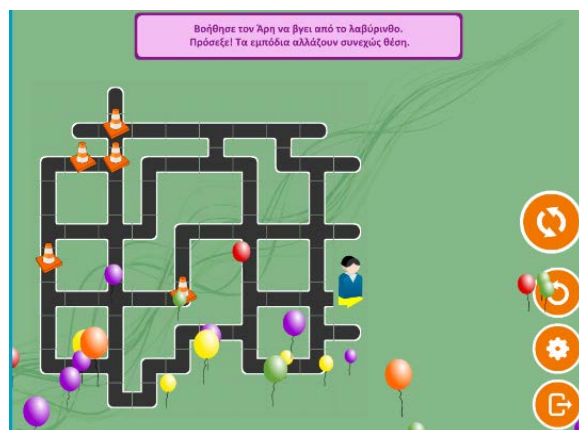 Βοήθησε τον Άρη να βγει από το λαβύρινθο.
Πρόσεξε! Τα εμπόδια αλλάζουν συνεχώς θέση.